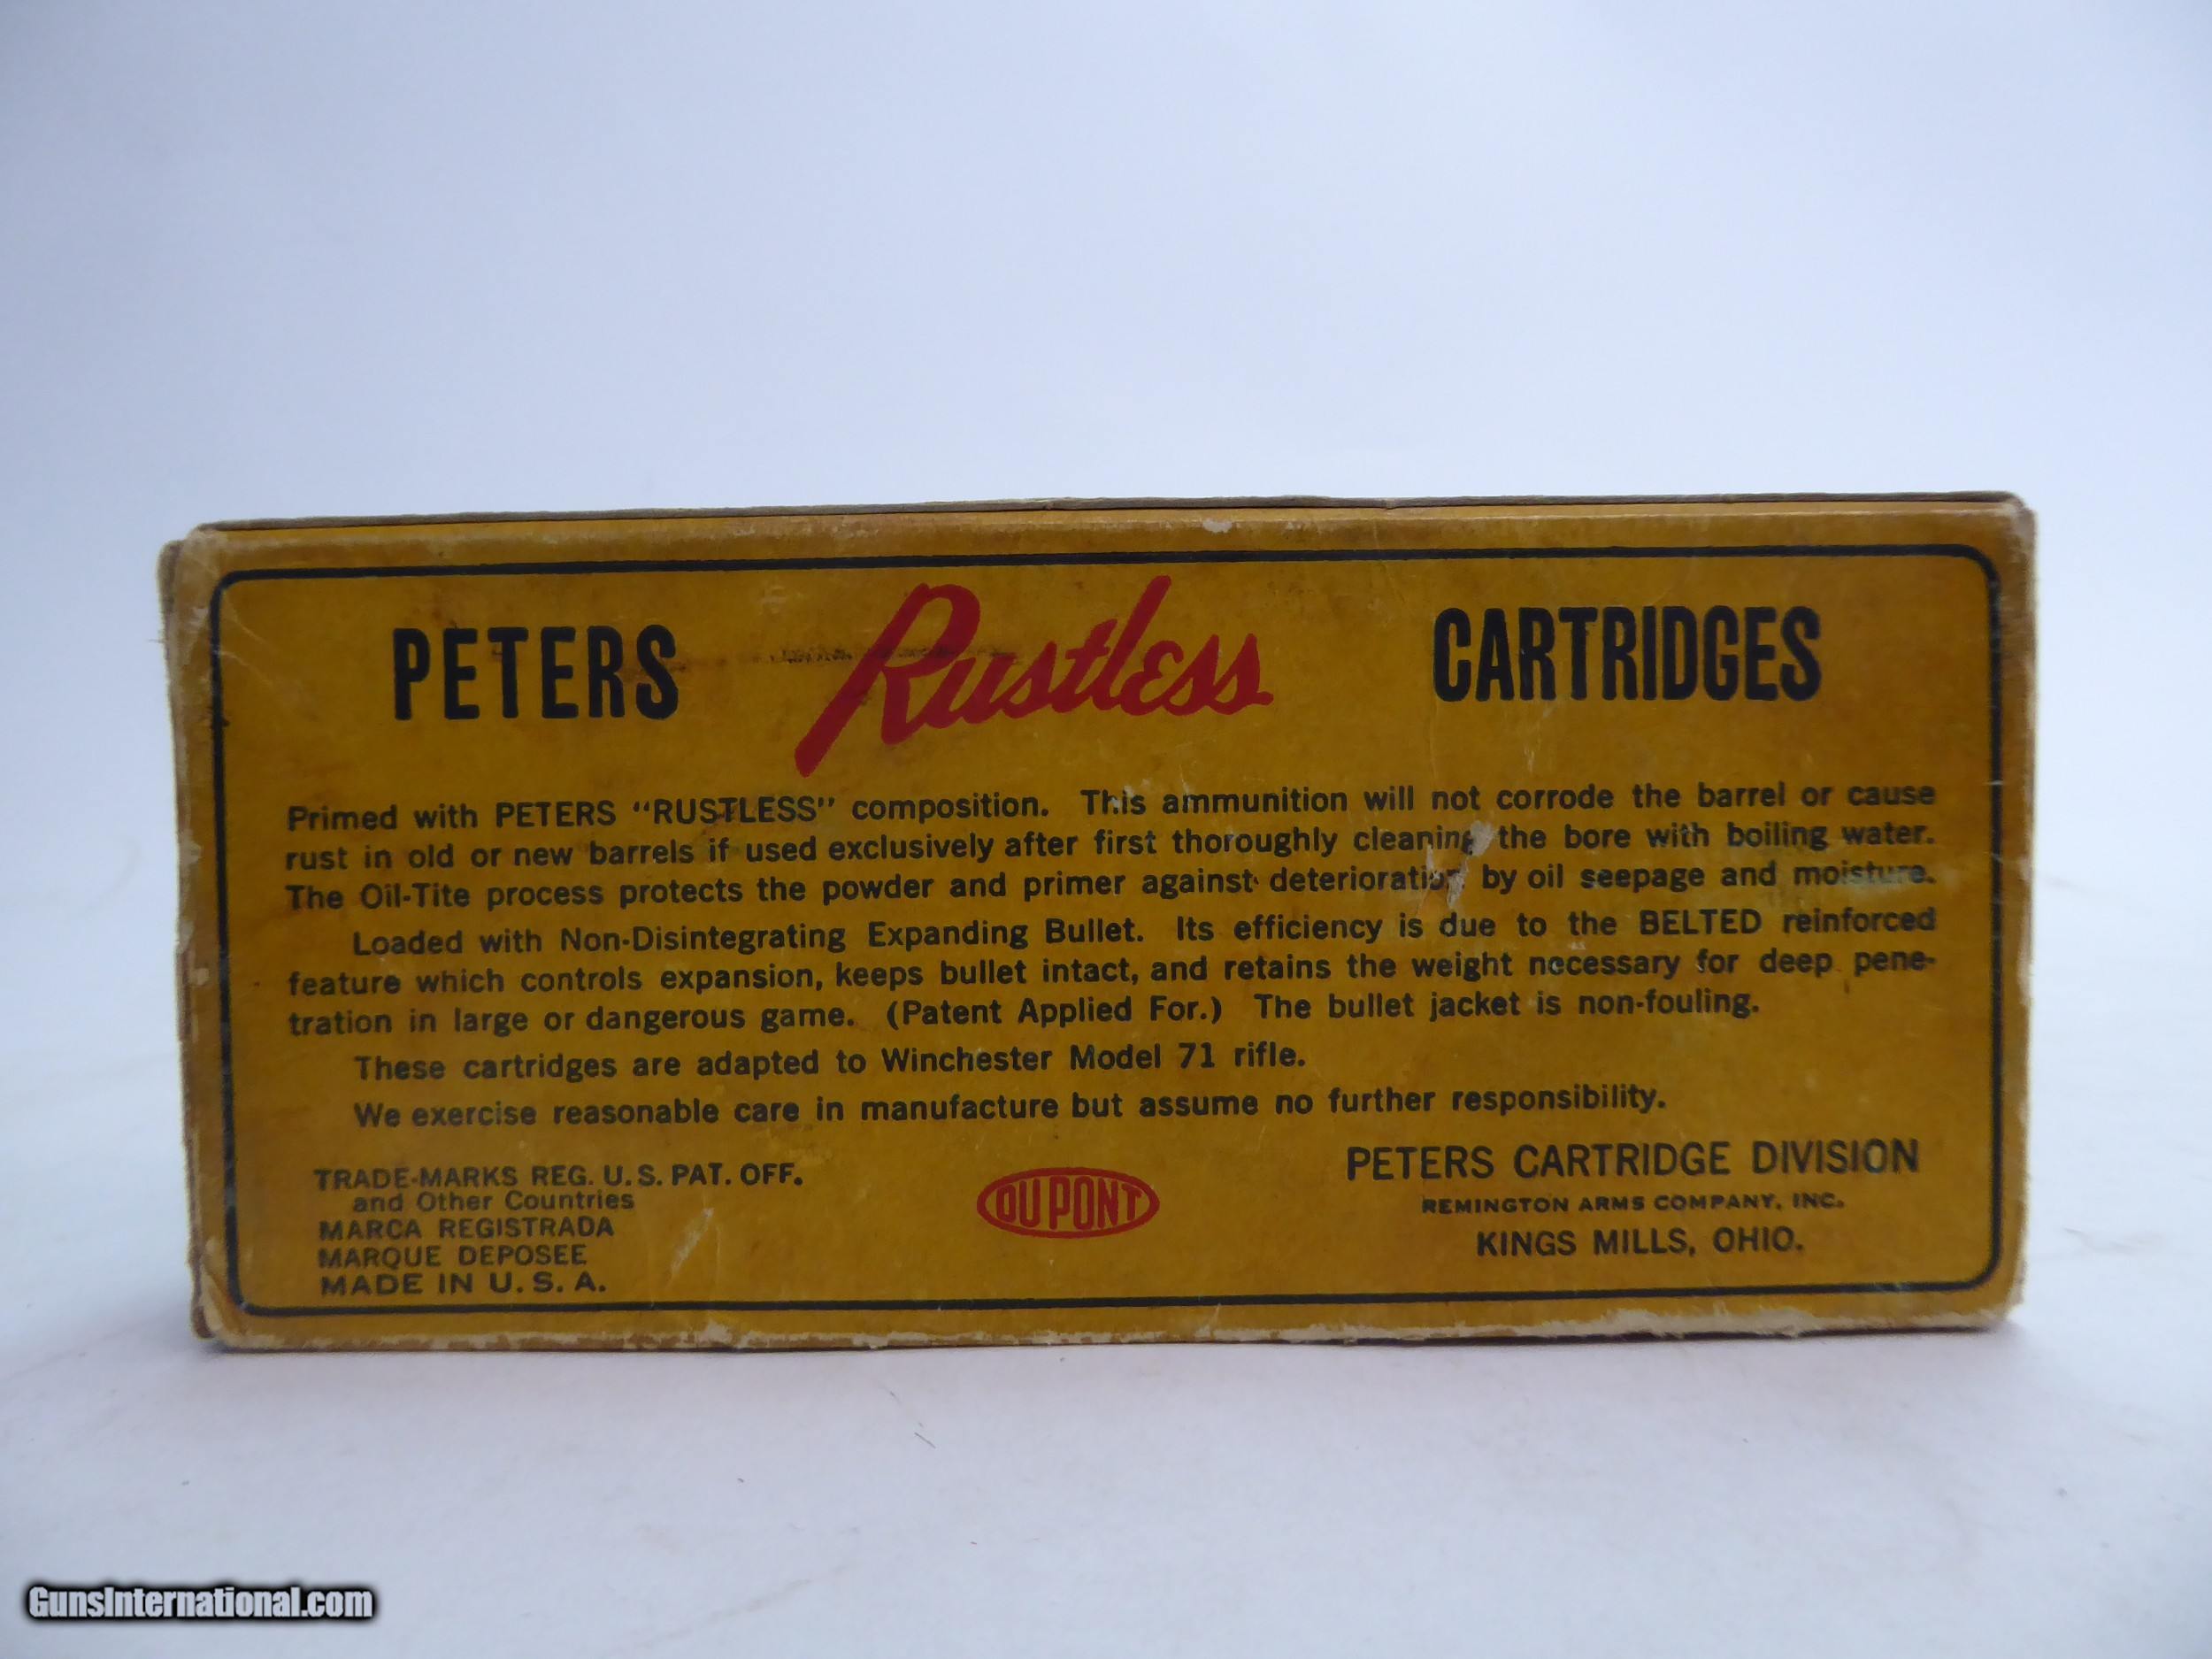 PETERS Rustless CARTRIDGES
Primed with PETERS "RUSTLESS" composition. This ammunition will not corrode the barrel or cause
rust in old or new barrels if used exclusively after first thoroughly cleaning the bore with boiling water.
The Oil-Tite process protects the powder and primer against deterioration by oil seepage and moisture.
Loaded with Non-Disintegrating Expanding Bullet. Its efficiency is due to the BELTED reinforced
feature which controls expansion, keeps bullet intact, and retains the weight necessary for deep pene-
tration in large or dangerous game. (Patent Applied For.) The bullet jacket is non-fouling.
These cartridges are adapted to Winchester Model 71 rifle.
We exercise reasonable care in manufacture but assume no further responsibility.
TRADE-MARKS REG. U. S. PAT. OFF.
and Other Countries
MARCA REGISTRADA
MARQUE DEPOSEE
MADE IN U. S. A.
DU PONT
PETERS CARTRIDGE DIVISION
REMINGTON ARMS COMPANY, INC.
KINGS MILLS, OHIO.
GunsInternational.com